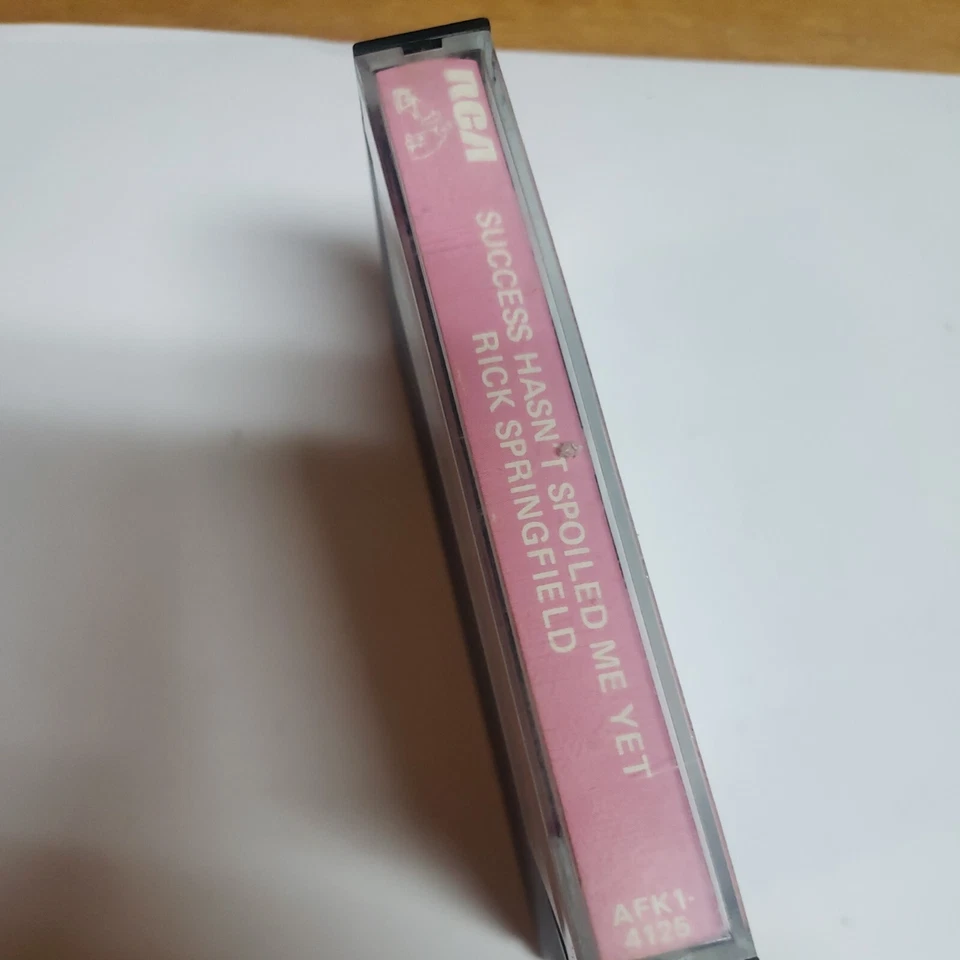 RCA
SUCCESS HASN'T SPOILED ME YET
RICK SPRINGFIELD
AFK1-
4125